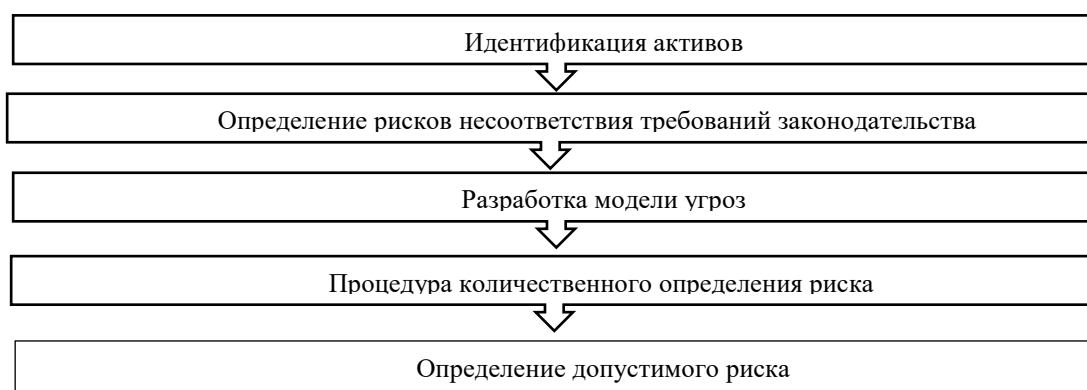 Идентификация активов
Определение рисков несоответствия требований законодательства
Разработка модели угроз
Процедура количественного определения риска
Определение допустимого риска